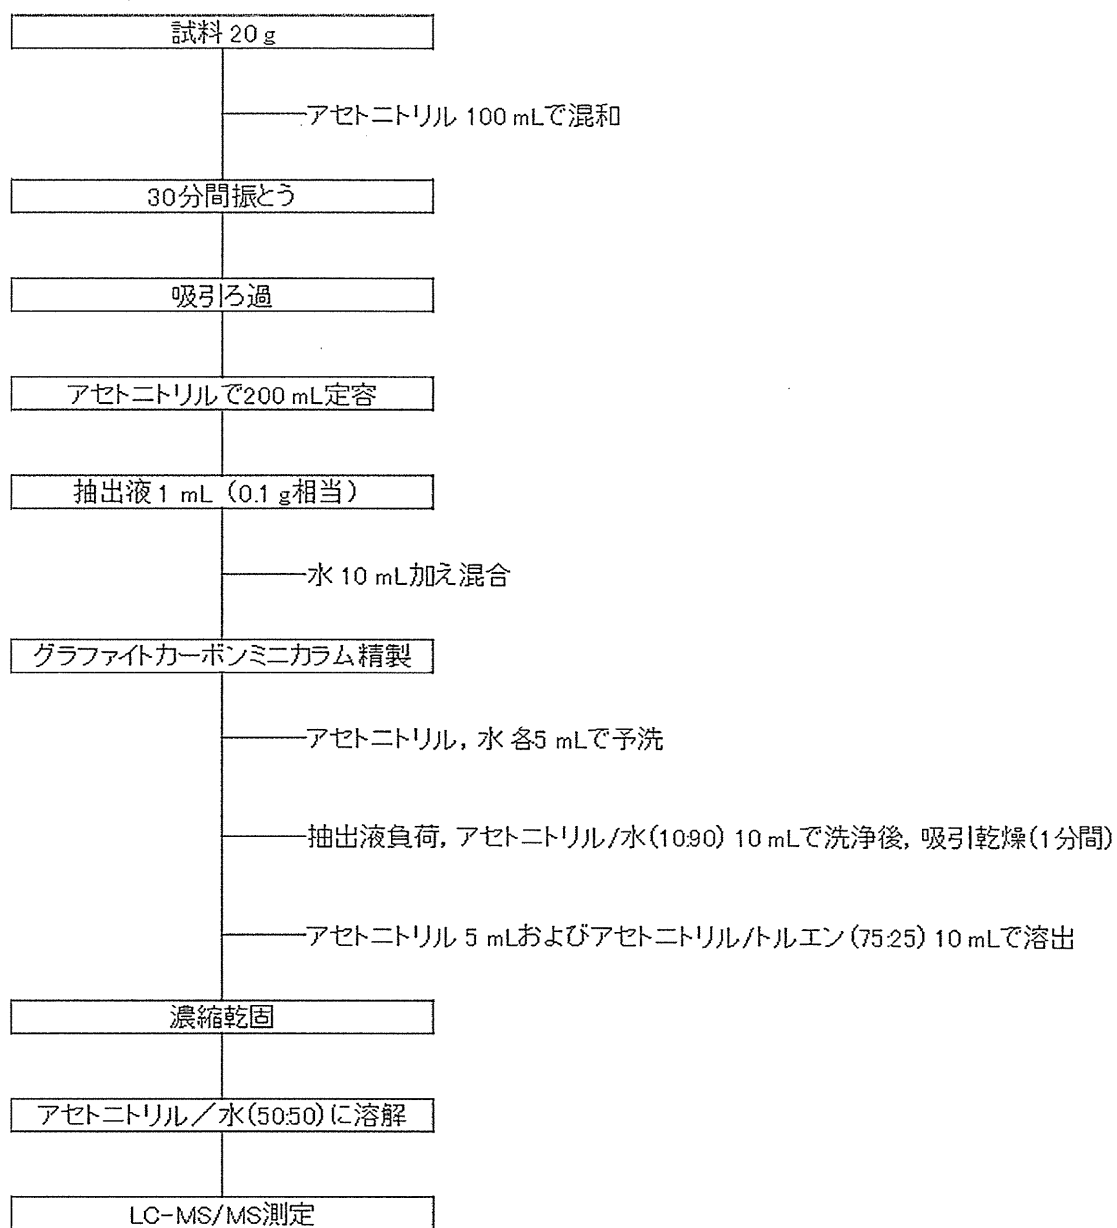 試料 20 g
アセトニトリル 100 mLで混和
30分間振とう
吸引ろ過
アセトニトリルで200 mL定容
抽出液 1 mL (0.1 g相当)
水 10 mL加え混合
グラファイトカーボンミニカラム精製
アセトニトリル, 水 各5 mLで予洗
抽出液負荷, アセトニトリル/水(10:90) 10 mLで洗浄後, 吸引乾燥(1分間)
アセトニトリル 5 mLおよびアセトニトリル/トルエン(75:25) 10 mLで溶出
濃縮乾固
アセトニトリル/水(50:50)に溶解
LC-MS/MS測定